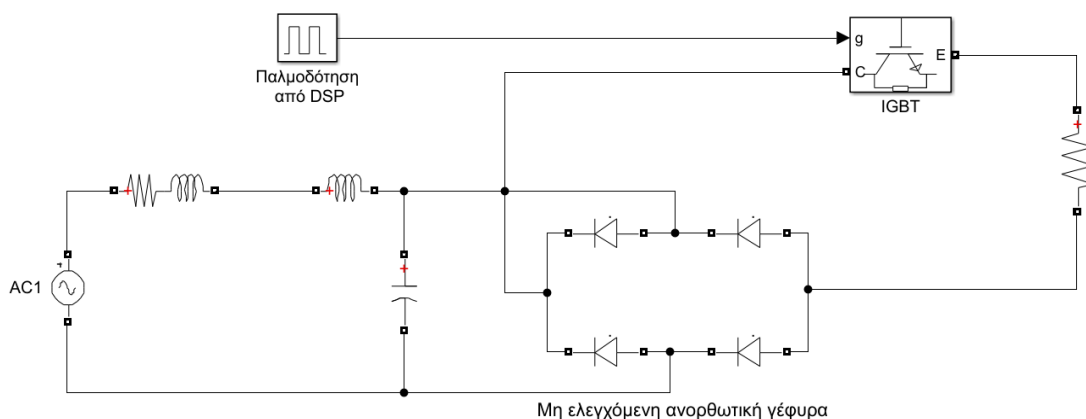 Παλμοδότηση
από DSP
g
C
E
IGBT
AC1
Μη ελεγχόμενη ανορθωτική γέφυρα